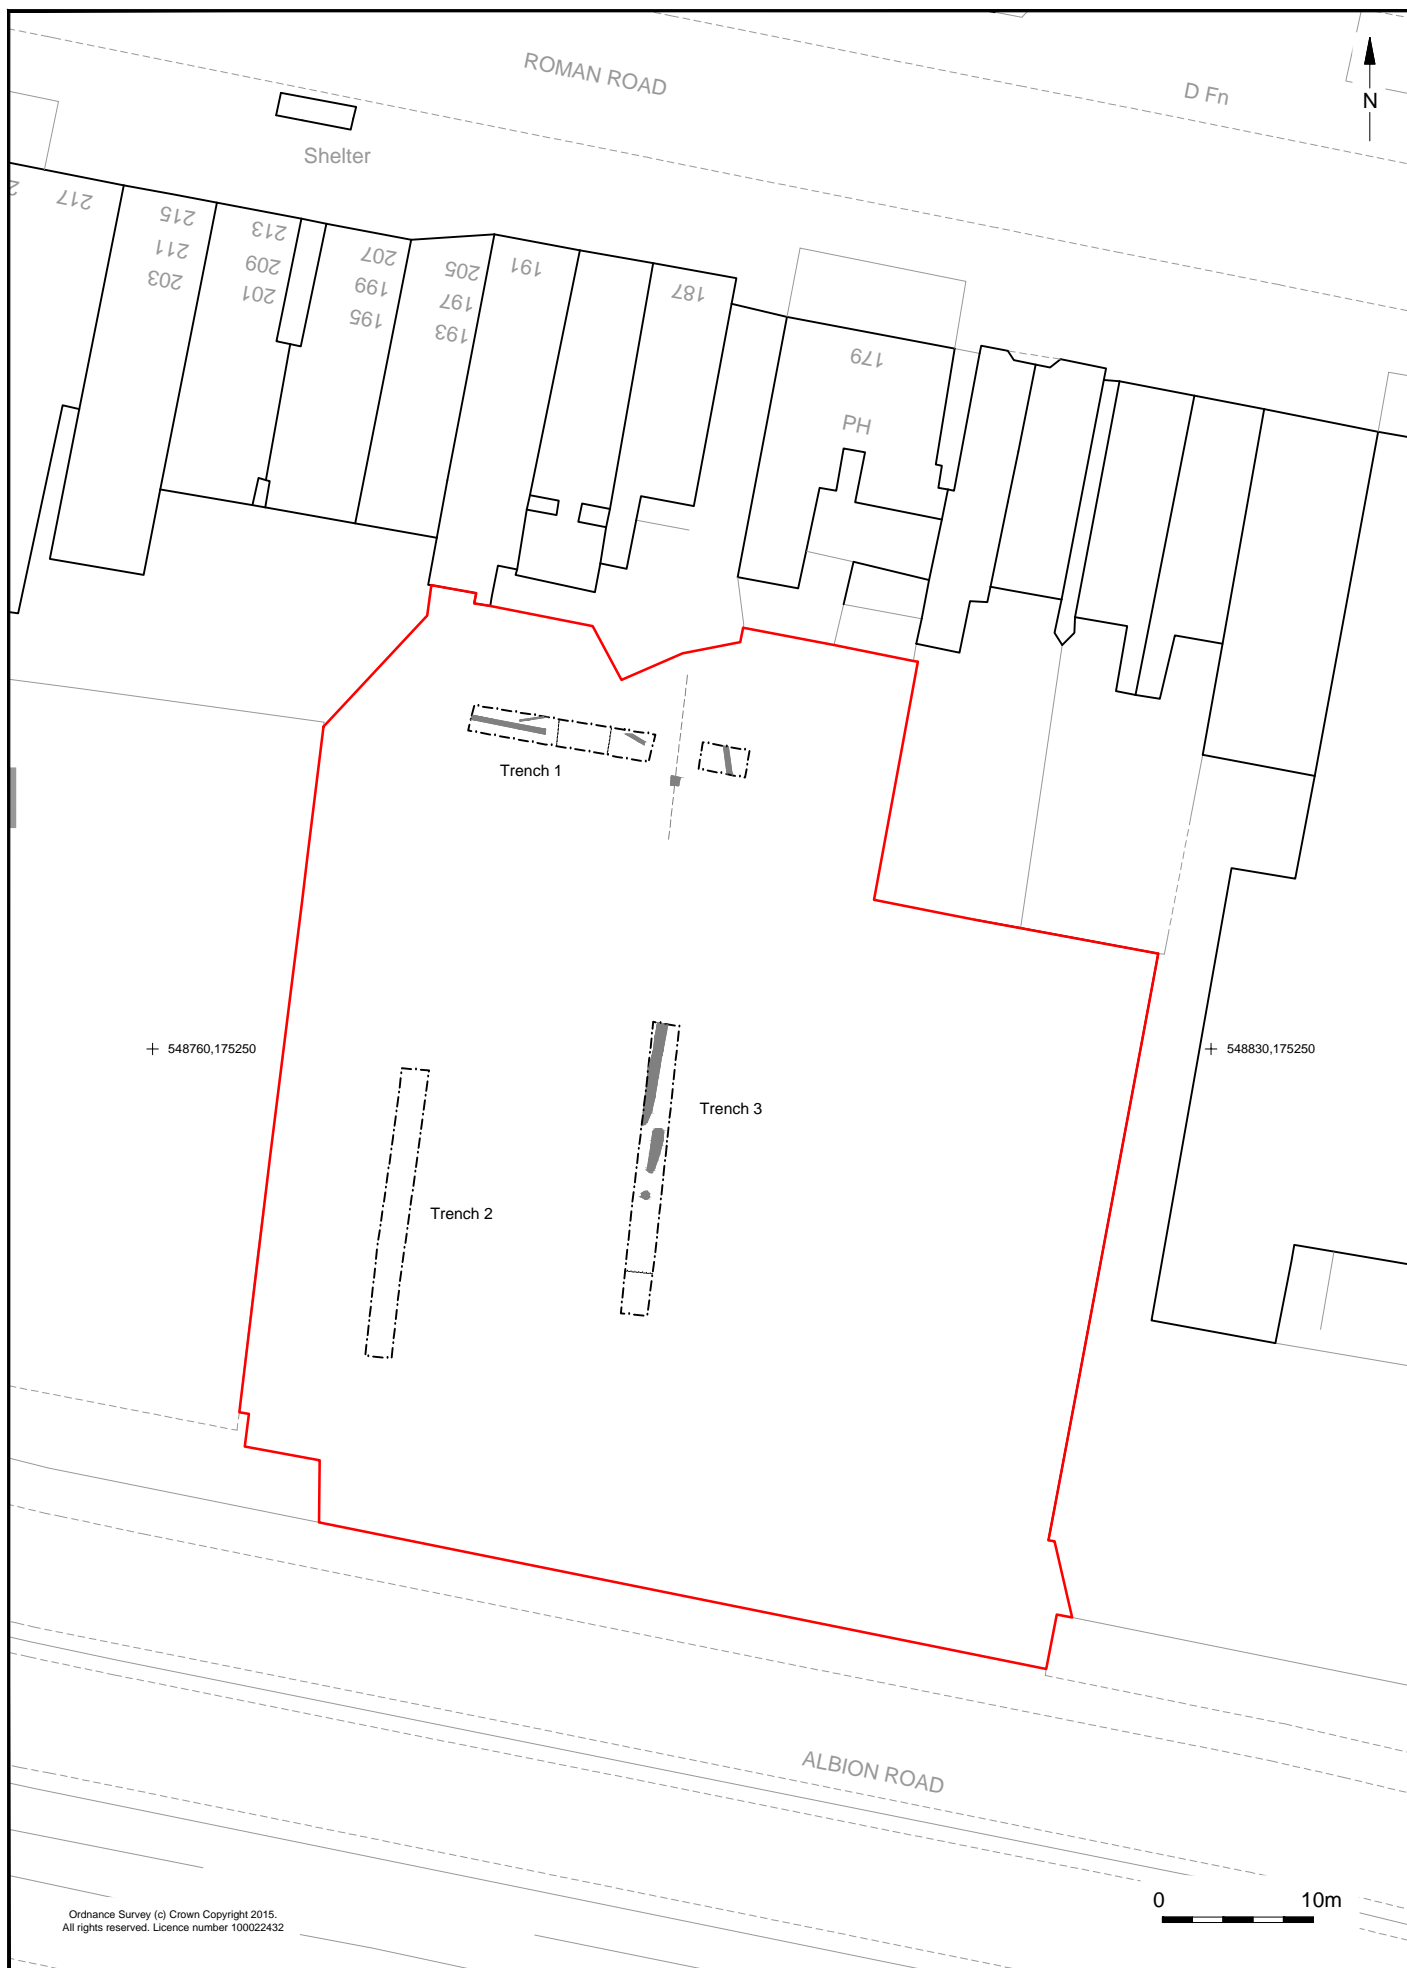 ROMAN ROAD
D Fn
N
Shelter
217
215
211
203
213
209
201
207
199
195
205
197
193
191
187
179
PH
Trench 1
548760,175250
548830,175250
Trench 3
Trench 2
ALBION ROAD
0 10m
Ordnance Survey (c) Crown Copyright 2015.
All rights reserved. Licence number 100022432